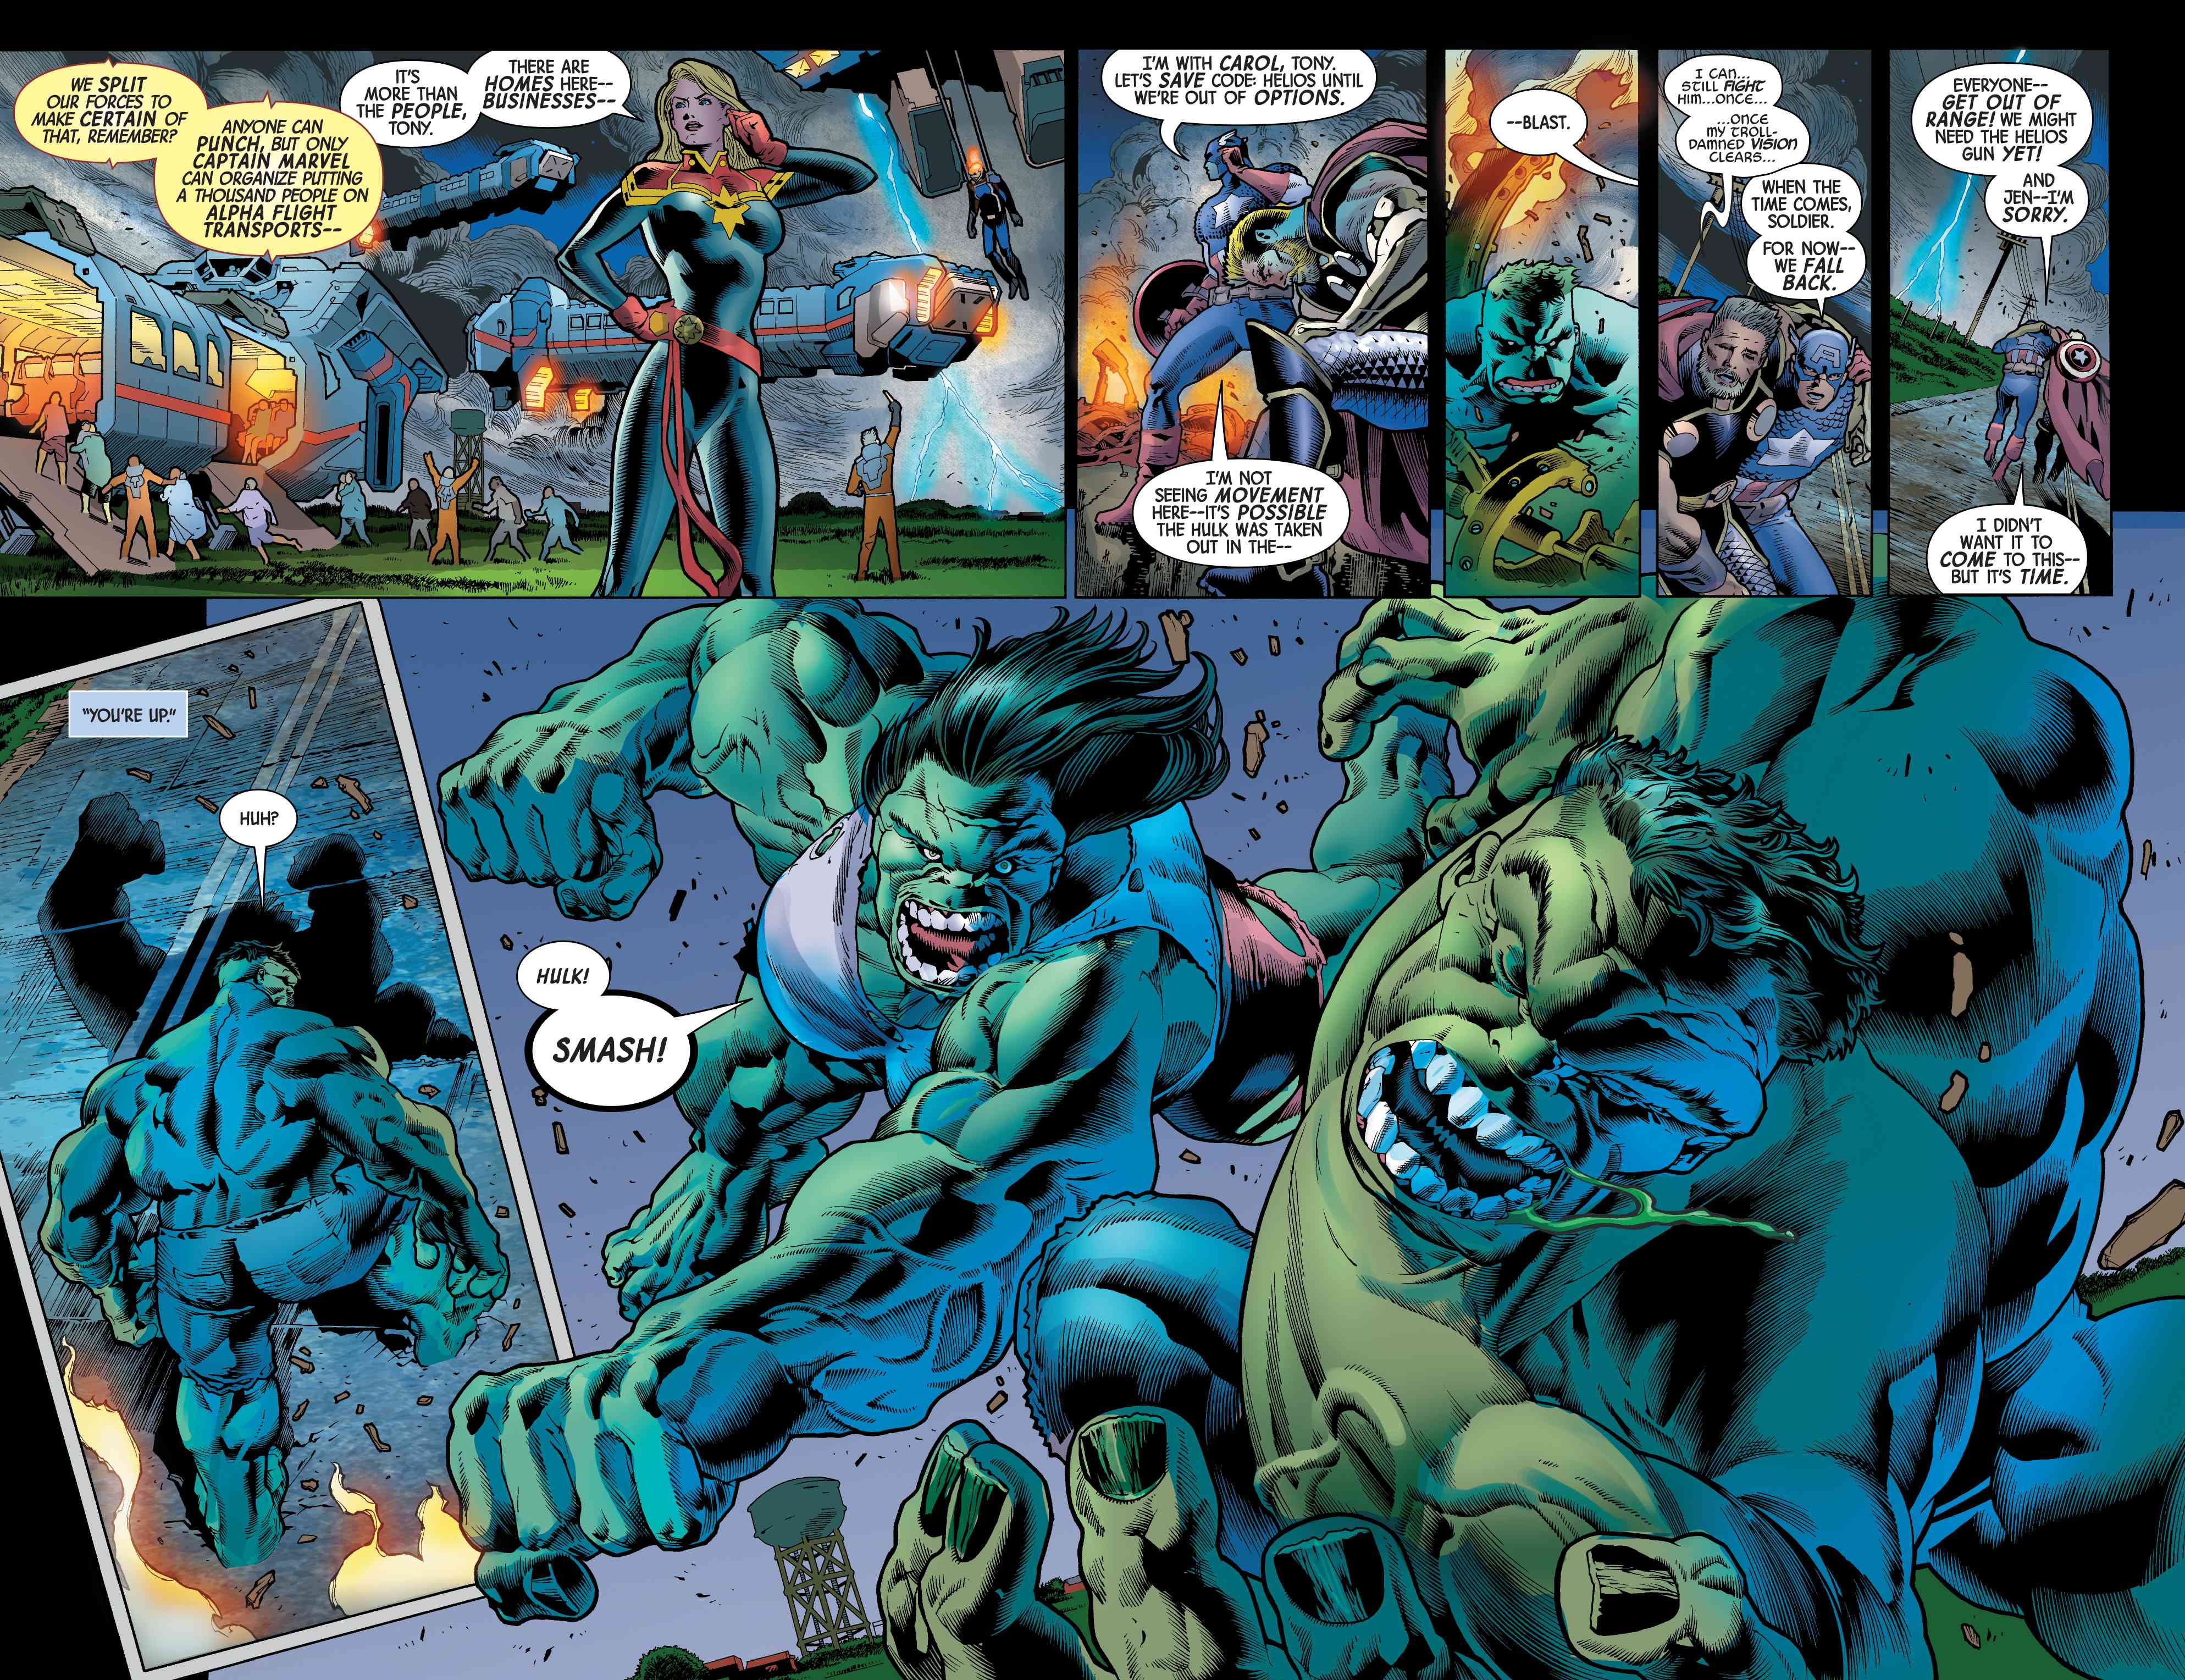 WE SPLIT
OUR FORCES TO
MAKE CERTAIN OF
THAT, REMEMBER?
ANYONE CAN
PUNCH, BUT ONLY
CAPTAIN MARVEL
CAN ORGANIZE PUTTING
A THOUSAND PEOPLE ON
ALPHA FLIGHT
TRANSPORTS--
IT'S
MORE THAN
THE PEOPLE,
TONY.
THERE ARE
HOMES HERE--
BUSINESSES--
I'M WITH CAROL, TONY.
LET'S SAVE CODE: HELIOS UNTIL
WE'RE OUT OF OPTIONS.
I'M NOT
SEEING MOVEMENT
HERE--IT'S POSSIBLE
THE HULK WAS TAKEN
OUT IN THE--
--BLAST.
I CAN...
STILL FIGHT
HIM...ONCE...
...ONCE
MY TROLL-
DAMNED VISION
CLEARS...
WHEN THE
TIME COMES,
SOLDIER.
FOR NOW--
WE FALL
BACK.
EVERYONE--
GET OUT OF
RANGE! WE MIGHT
NEED THE HELIOS
GUN YET!
AND
JEN--I'M
SORRY.
I DIDN'T
WANT IT TO
COME TO THIS--
BUT IT'S TIME.
"YOU'RE UP."
HUH?
HULK!
SMASH!